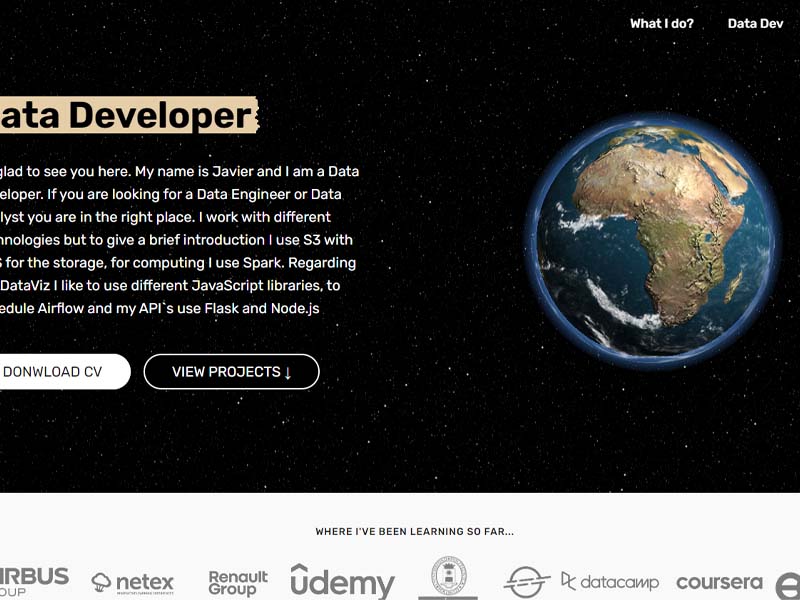 What I do? Data Dev
ata Developer
glad to see you here. My name is Javier and I am a Data
eloper. If you are looking for a Data Engineer or Data
lyst you are in the right place. I work with different
hnologies but to give a brief introduction I use S3 with
S for the storage, for computing I use Spark. Regarding
DataViz I like to use different JavaScript libraries, to
edule Airflow and my API`s use Flask and Node.js
DONWLOAD CV
VIEW PROJECTS ↓
WHERE I'VE BEEN LEARNING SO FAR...
IRBUS
OUP
netex
Renault
Group
ûdemy
datacamp
coursera